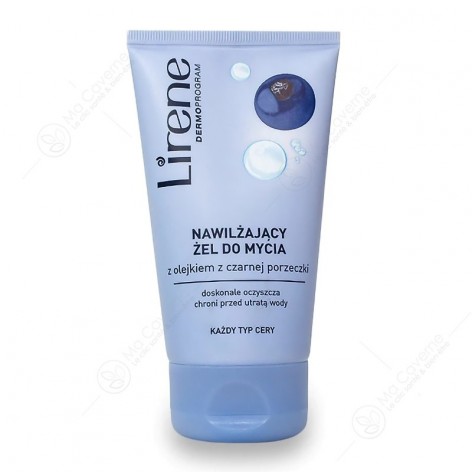 Lirene
DERMOPROGRAM
NAWILŻAJĄCY
ŻEL DO MYCIA
z olejkiem z czarnej porzeczki
doskonale oczyszcza
chroni przed utratą wody
KAŻDY TYP CERY